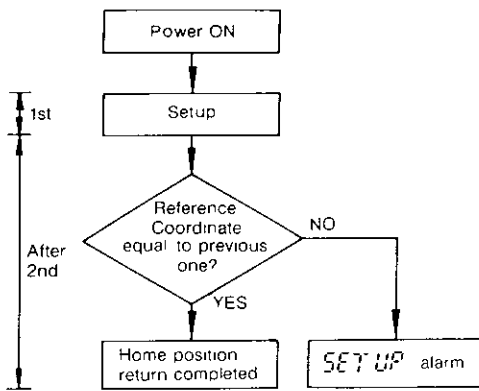 Power ON
1st
Setup
Reference
Coordinate
equal to previous
one?
NO
After
2nd
YES
Home position
return completed
SET UP alarm